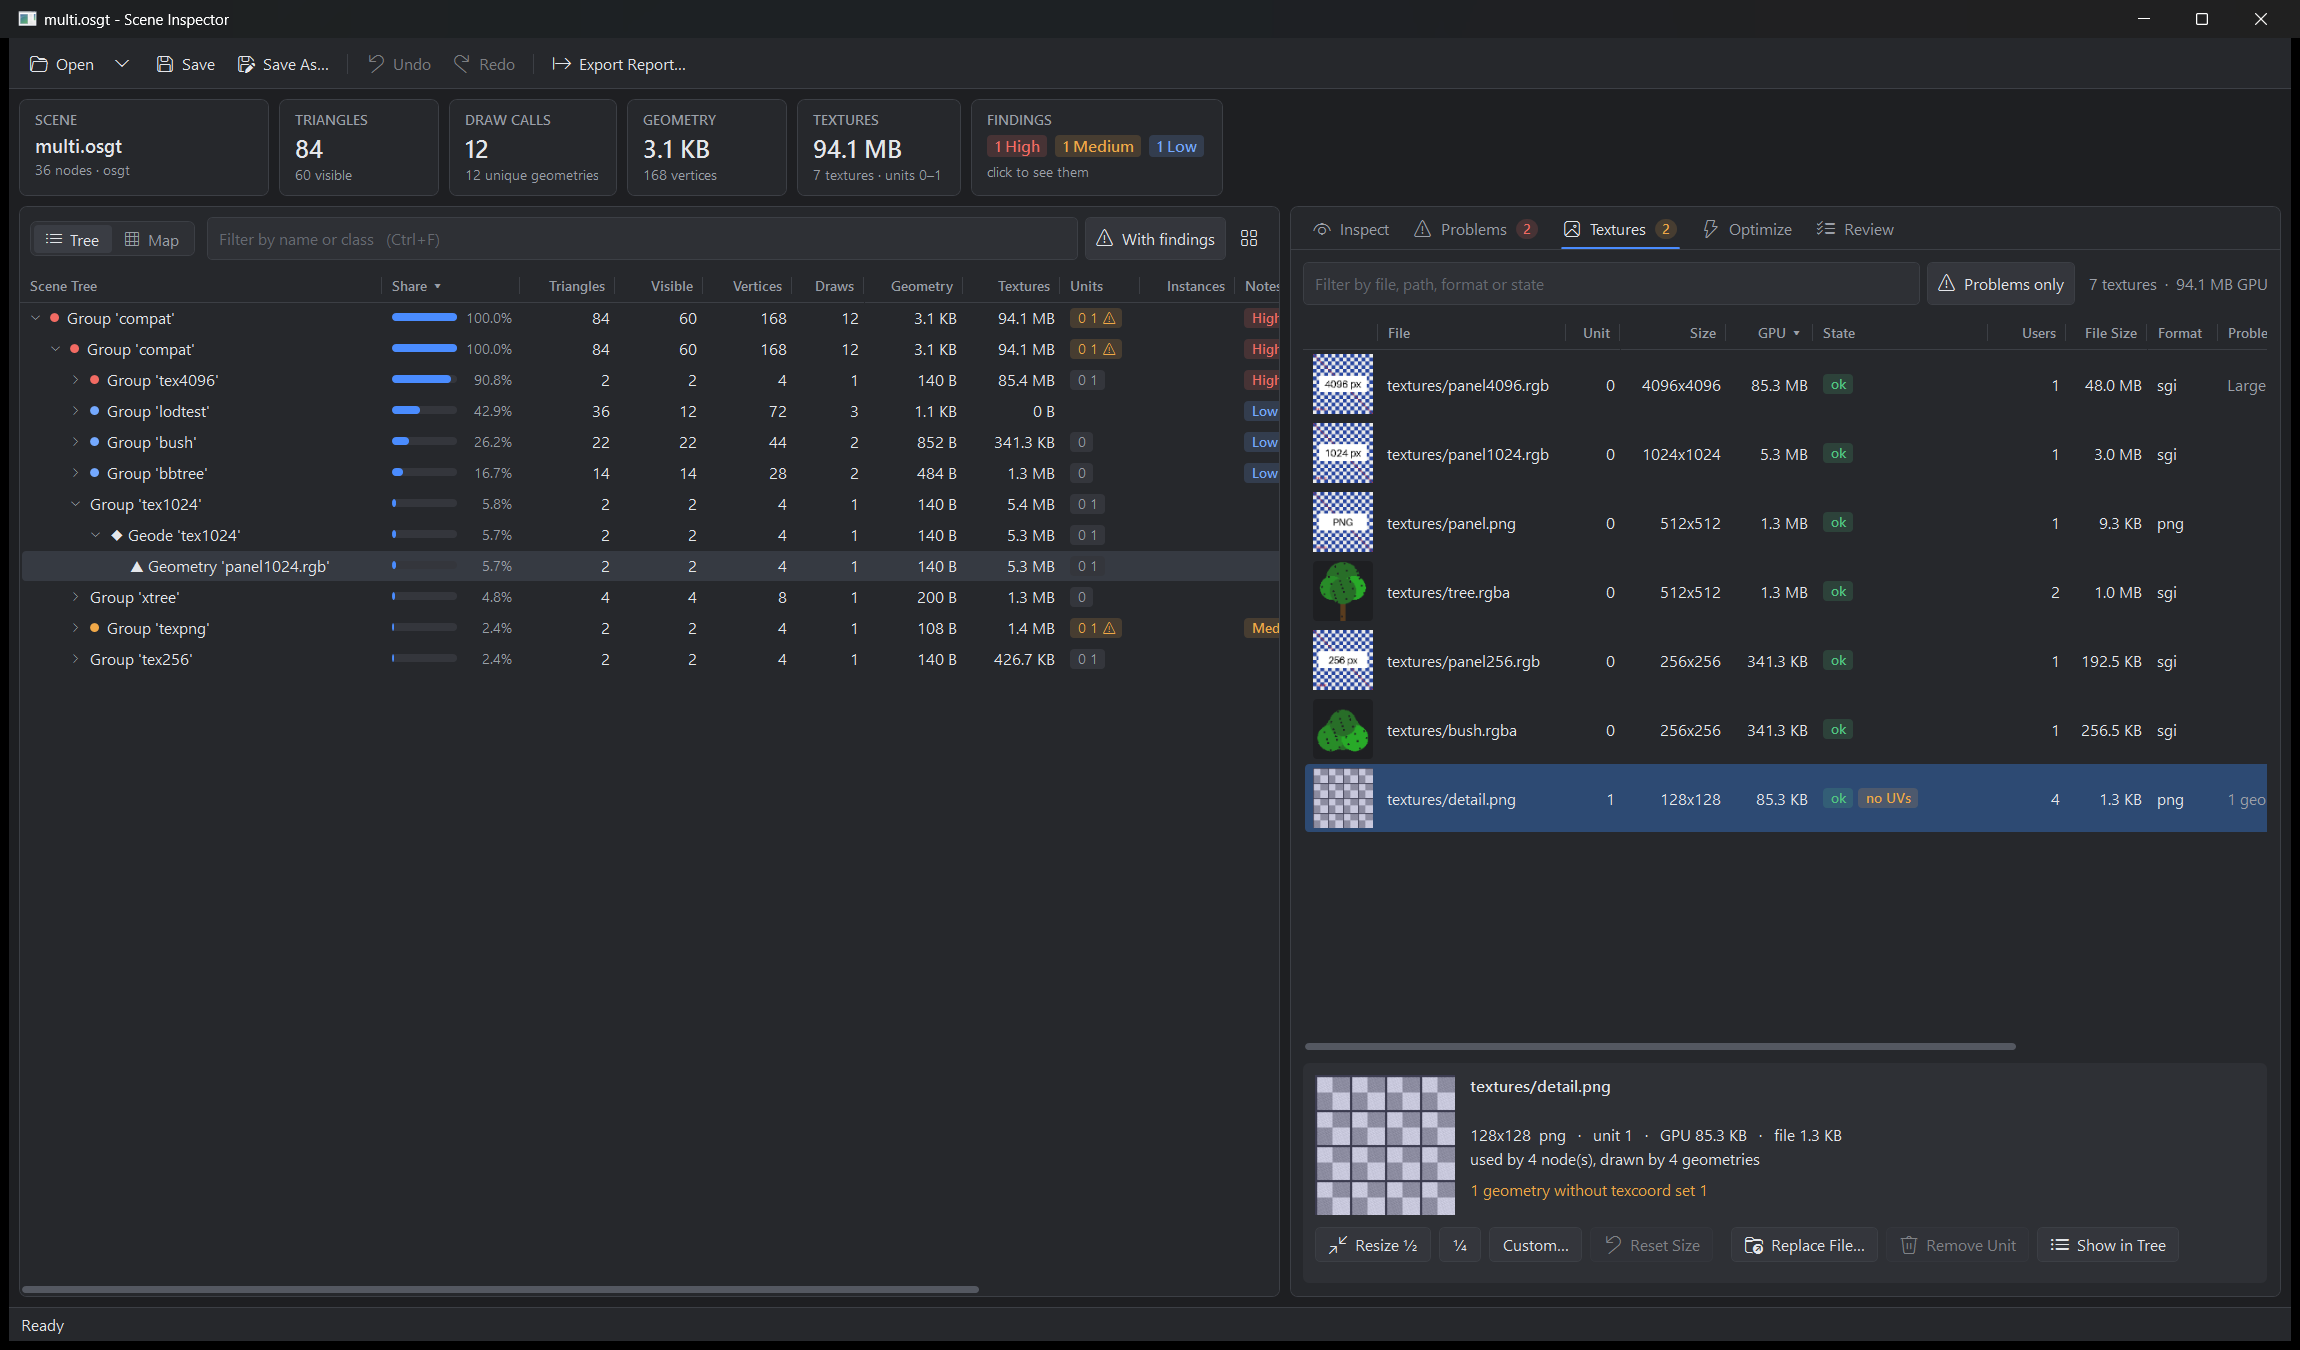 multi.osgt - Scene Inspector
Open Save Save As... Undo Redo Export Report...
SCENE
multi.osgt
36 nodes · osgt
TRIANGLES
84
60 visible
DRAW CALLS
12
12 unique geometries
GEOMETRY
3.1 KB
168 vertices
TEXTURES
94.1 MB
7 textures · units 0–1
FINDINGS
1 High 1 Medium 1 Low
click to see them
Tree Map Filter by name or class (Ctrl+F) With findings
Scene Tree Share Triangles Visible Vertices Draws Geometry Textures Units Instances Notes
Group 'compat' 100.0% 84 60 168 12 3.1 KB 94.1 MB 0 1 High
Group 'compat' 100.0% 84 60 168 12 3.1 KB 94.1 MB 0 1 High
Group 'tex4096' 90.8% 2 2 4 1 140 B 85.4 MB 0 1 High
Group 'lodtest' 42.9% 36 12 72 3 1.1 KB 0 B Low
Group 'bush' 26.2% 22 22 44 2 852 B 341.3 KB 0 Low
Group 'bbtree' 16.7% 14 14 28 2 484 B 1.3 MB 0 Low
Group 'tex1024' 5.8% 2 2 4 1 140 B 5.4 MB 0 1
Geode 'tex1024' 5.7% 2 2 4 1 140 B 5.3 MB 0 1
Geometry 'panel1024.rgb' 5.7% 2 2 4 1 140 B 5.3 MB 0 1
Group 'xtree' 4.8% 4 4 8 1 200 B 1.3 MB 0
Group 'texpng' 2.4% 2 2 4 1 108 B 1.4 MB 0 1 Med
Group 'tex256' 2.4% 2 2 4 1 140 B 426.7 KB 0 1
Inspect Problems 2 Textures 2 Optimize Review
Filter by file, path, format or state Problems only 7 textures · 94.1 MB GPU
File Unit Size GPU State Users File Size Format Proble
4096 px textures/panel4096.rgb 0 4096x4096 85.3 MB ok 1 48.0 MB sgi Large
1024 px textures/panel1024.rgb 0 1024x1024 5.3 MB ok 1 3.0 MB sgi
PNG textures/panel.png 0 512x512 1.3 MB ok 1 9.3 KB png
textures/tree.rgba 0 512x512 1.3 MB ok 2 1.0 MB sgi
256 px textures/panel256.rgb 0 256x256 341.3 KB ok 1 192.5 KB sgi
textures/bush.rgba 0 256x256 341.3 KB ok 1 256.5 KB sgi
textures/detail.png 1 128x128 85.3 KB ok no UVs 4 1.3 KB png 1 geo
textures/detail.png
128x128 png · unit 1 · GPU 85.3 KB · file 1.3 KB
used by 4 node(s), drawn by 4 geometries
1 geometry without texcoord set 1
Resize ½ ¼ Custom... Reset Size Replace File... Remove Unit Show in Tree
Ready